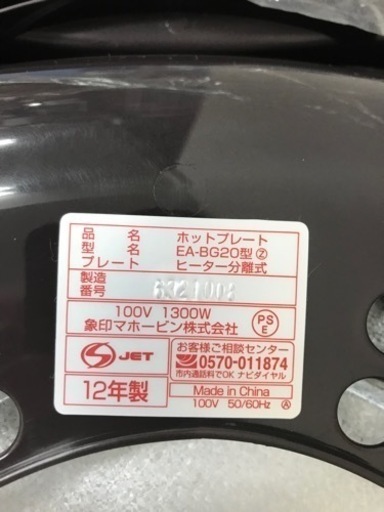 品　名　ホットプレート
型　名　EA-BG20型Ⓩ
プレート　ヒーター分離式
製造
番号
100V 1300W
象印マホービン株式会社
PS
E
JET
お客様ご相談センター
0570-011874
市内通話料でOK ナビダイヤル
12年製
Made in China
100V 50/60Hz Ⓐ